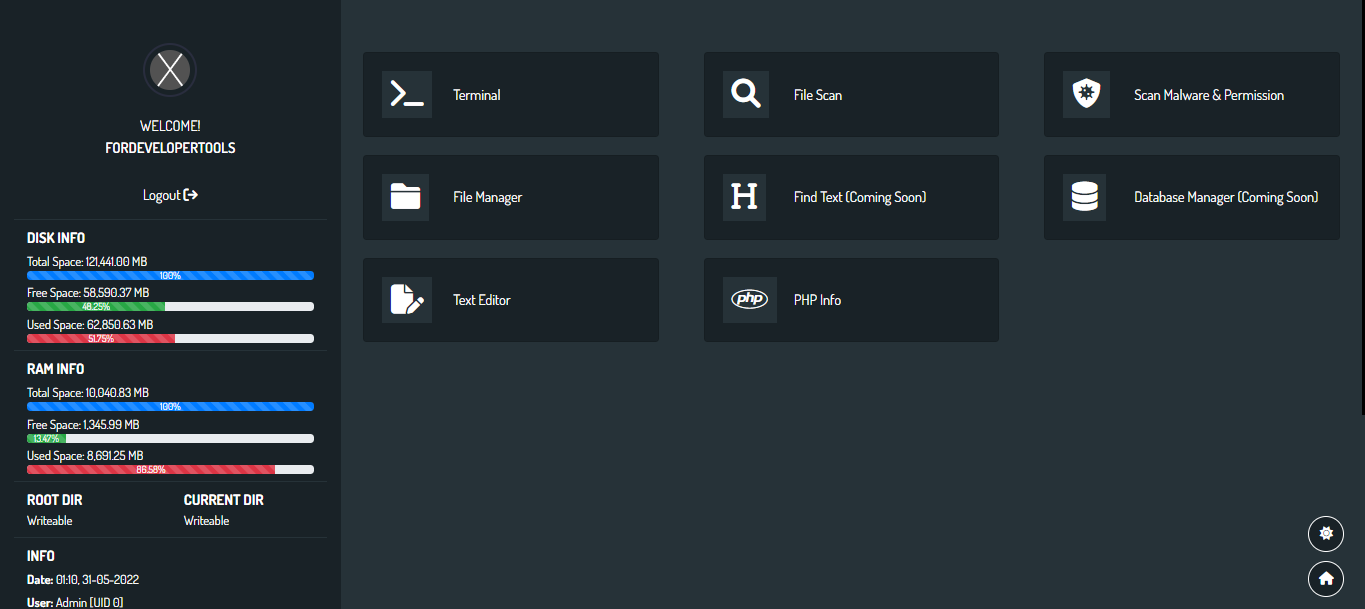 WELCOME!
FORDEVELOPERTOOLS
Logout
DISK INFO
Total Space: 121,441.00 MB
100%
Free Space: 58,590.37 MB
48.25%
Used Space: 62,850.63 MB
51.75%
RAM INFO
Total Space: 10,040.83 MB
100%
Free Space: 1,345.99 MB
13.47%
Used Space: 8,691.25 MB
86.58%
ROOT DIR CURRENT DIR
Writeable Writeable
INFO
Date: 01:10, 31-05-2022
User: Admin [UID 0]
Terminal
File Scan
Scan Malware & Permission
File Manager
Find Text (Coming Soon)
Database Manager (Coming Soon)
Text Editor
php
PHP Info